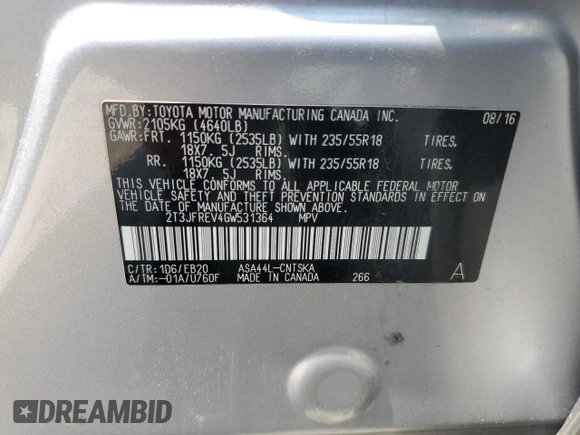 MFD.BY:TOYOTA MOTOR MANUFACTURING CANADA INC. 08/16
GVWR:2105KG (4640LB)
GAWR:FRT. 1150KG (2535LB) WITH 235/55R18 TIRES,
18X7.5J RIMS.
RR. 1150KG (2535LB) WITH 235/55R18 TIRES,
18X7.5J RIMS.
THIS VEHICLE CONFORMS TO ALL APPLICABLE FEDERAL MOTOR
VEHICLE SAFETY AND THEFT PREVENTION STANDARDS IN EFFECT
ON THE DATE OF MANUFACTURE SHOWN ABOVE.
2T3JFREV4GW531364 MPV
C/TR:1D6/EB20 ASA44L-CNTSKA
A/TM:-01A/U760F MADE IN CANADA 266 A
DREAMBID